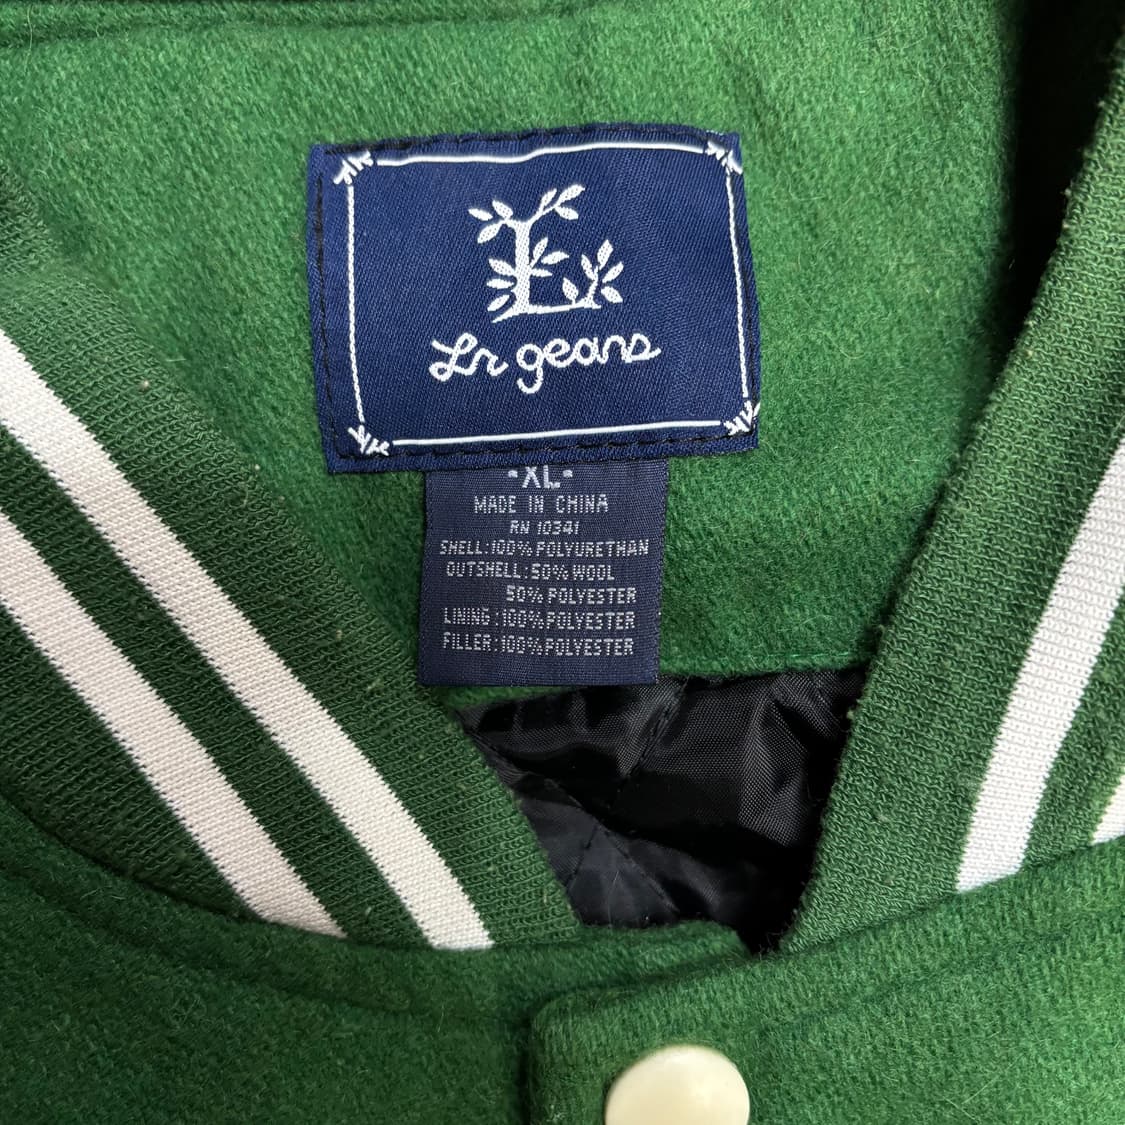 L
Lr geans
-XL-
MADE IN CHINA
RN 10341
SHELL:100% POLYURETHAN
OUTSHELL:50% WOOL
50% POLYESTER
LINING:100% POLYESTER
FILLER:100% POLYESTER